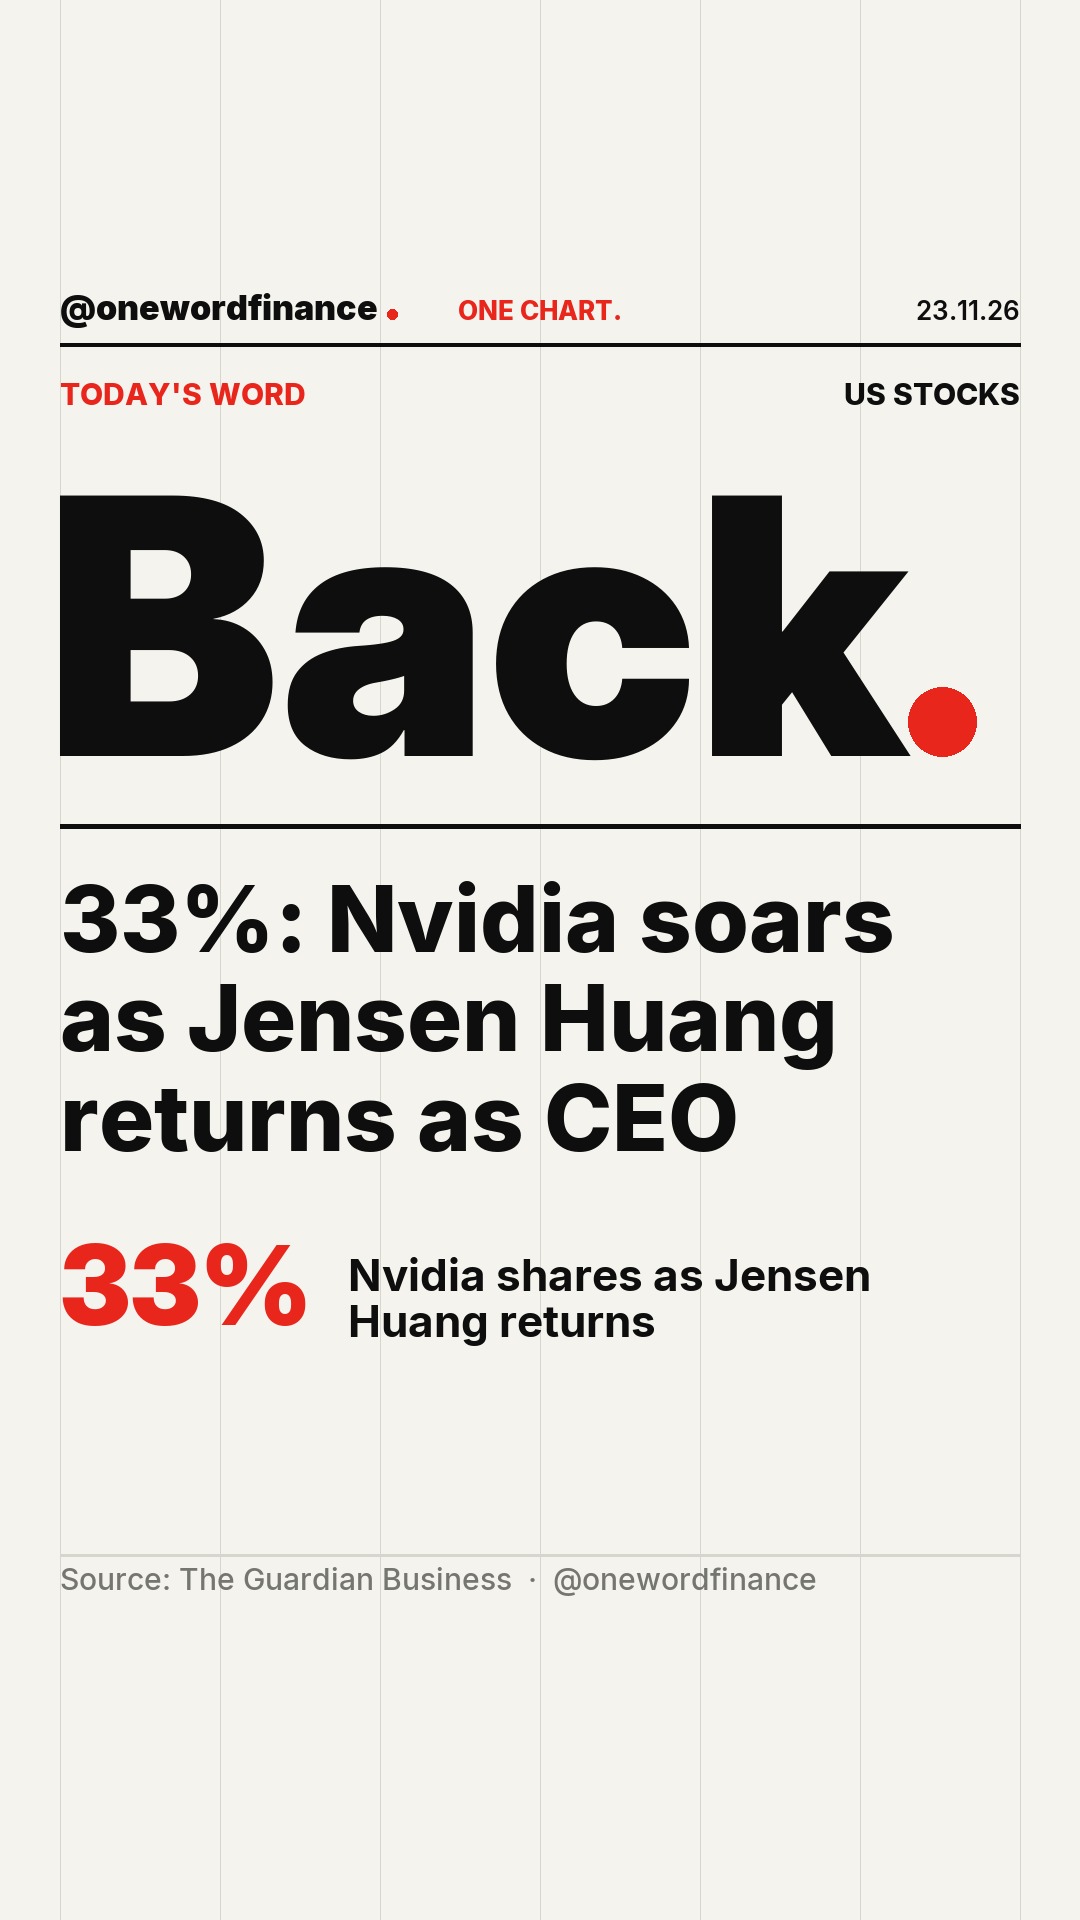 @onewordfinance
ONE CHART.
23.11.26
TODAY'S WORD
US STOCKS
Back.
33%: Nvidia soars
as Jensen Huang
returns as CEO
33%
Nvidia shares as Jensen
Huang returns
Source: The Guardian Business · @onewordfinance